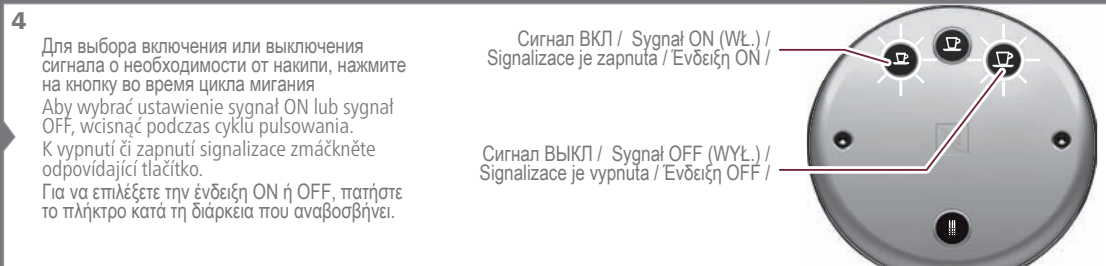 4
Для выбора включения или выключения
сигнала о необходимости от накипи, нажмите
на кнопку во время цикла мигания
Aby wybrać ustawienie sygnał ON lub sygnał
OFF, wcisnąć podczas cyklu pulsowania.
K vypnutí či zapnutí signalizace zmáčkněte
odpovídající tlačítko.
Για να επιλέξετε την ένδειξη ON ή OFF, πατήστε
το πλήκτρο κατά τη διάρκεια που αναβοσβήνει.
Сигнал ВКЛ / Sygnał ON (WŁ.) /
Signalizace je zapnuta / Ένδειξη ON /
Сигнал ВЫКЛ / Sygnał OFF (WYŁ.) /
Signalizace je vypnuta / Ένδειξη OFF /